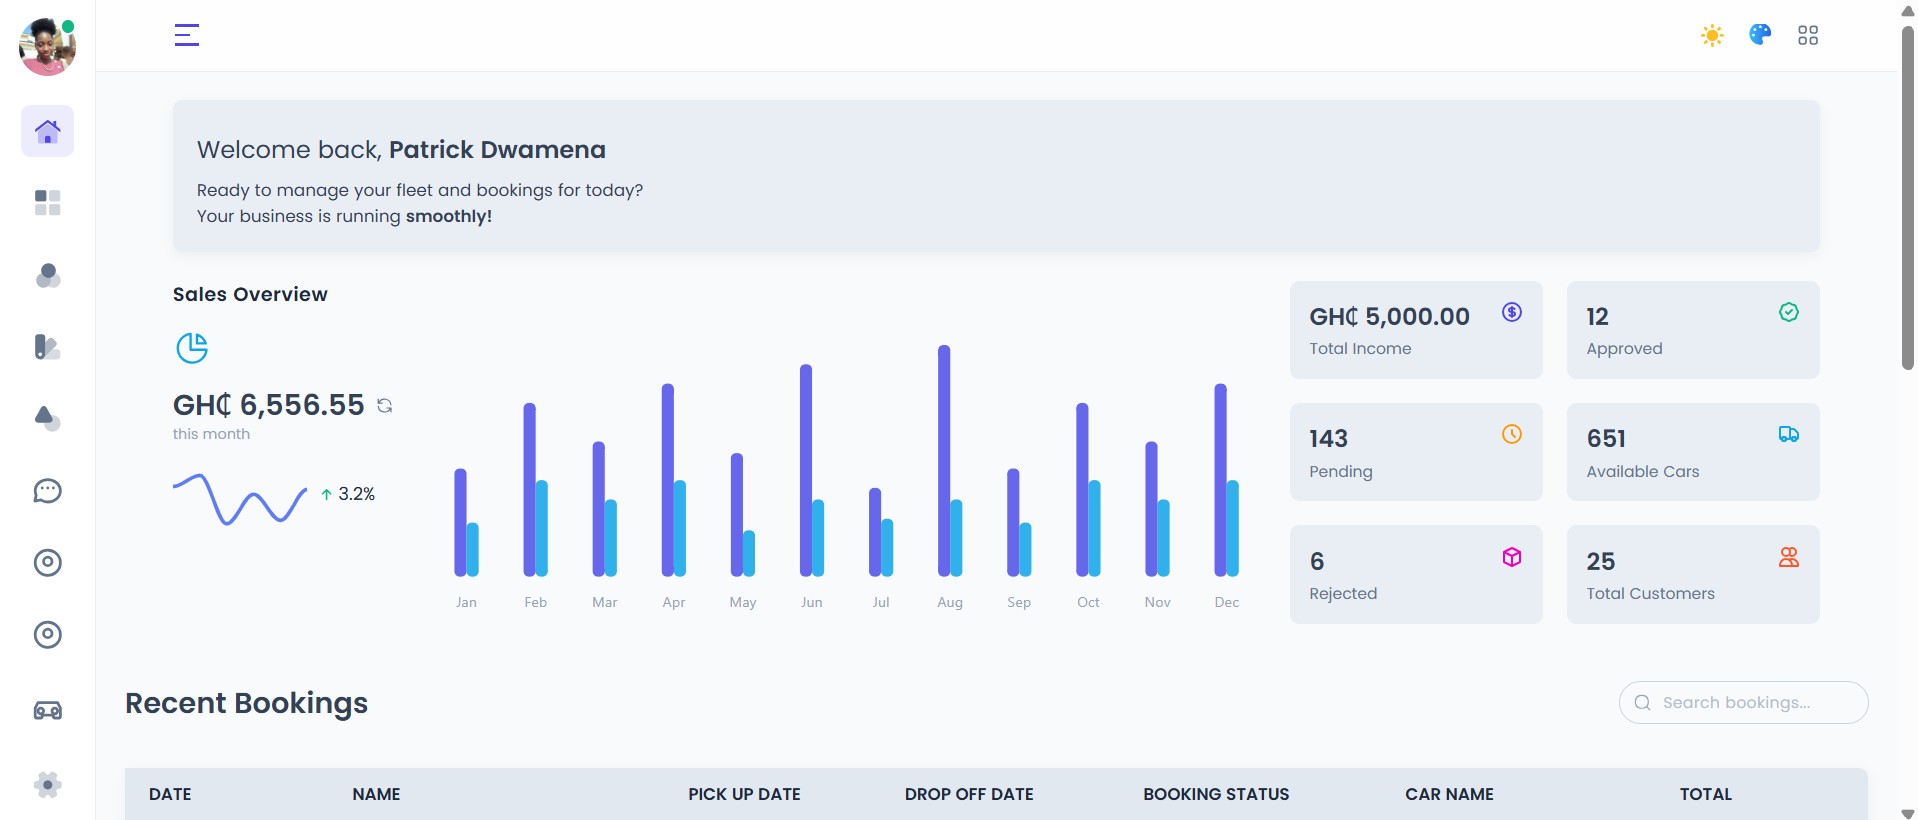 Welcome back, Patrick Dwamena
Ready to manage your fleet and bookings for today?
Your business is running smoothly!
Sales Overview
GH₵ 6,556.55
this month
3.2%
Jan Feb Mar Apr May Jun Jul Aug Sep Oct Nov Dec
GH₵ 5,000.00
Total Income
12
Approved
143
Pending
651
Available Cars
6
Rejected
25
Total Customers
Recent Bookings
Search bookings...
DATE NAME PICK UP DATE DROP OFF DATE BOOKING STATUS CAR NAME TOTAL